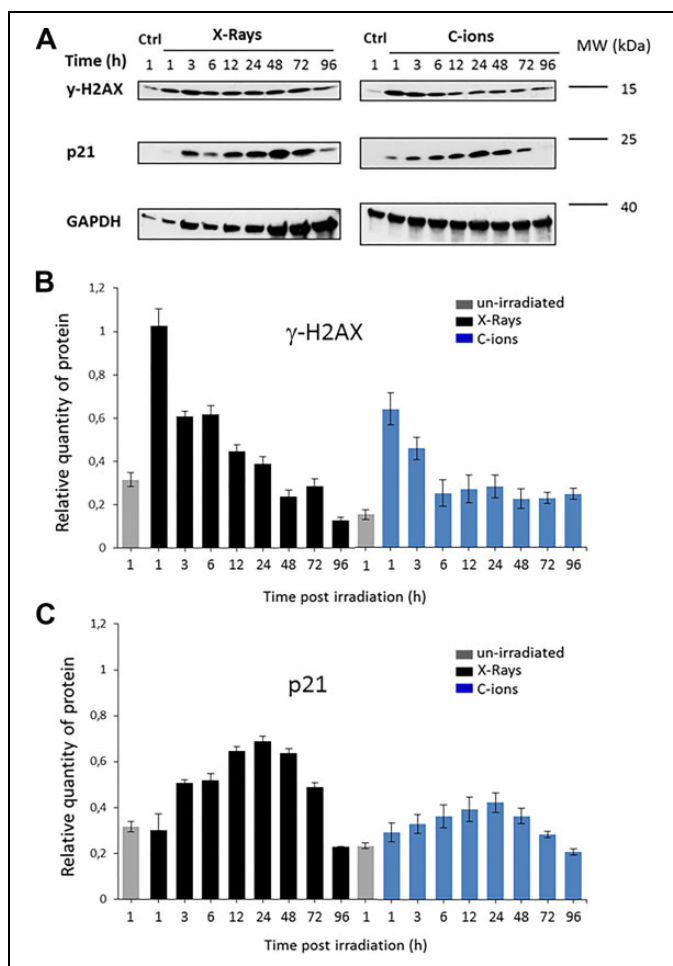 A
Ctrl X-Rays Ctrl C-ions MW (kDa)
Time (h) 1 1 3 6 12 24 48 72 96 1 1 3 6 12 24 48 72 96
γ-H2AX 15
p21 25
GAPDH 40
B
1,2
1
0,8
0,6
0,4
0,2
0
Relative quantity of protein
γ-H2AX
un-irradiated
X-Rays
C-ions
1 1 3 6 12 24 48 72 96 1 1 3 6 12 24 48 72 96
Time post irradiation (h)
C
1,2
1
0,8
0,6
0,4
0,2
0
Relative quantity of protein
p21
un-irradiated
X-Rays
C-ions
1 1 3 6 12 24 48 72 96 1 1 3 6 12 24 48 72 96
Time post irradiation (h)